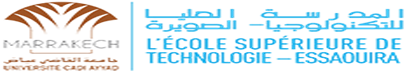 المدرسة العليا
للتكنولوجيا - الصويرة
MARRAKECH
جامعة القاضي عياض
UNIVERSITÉ CADI AYYAD
L'ÉCOLE SUPÉRIEURE DE
TECHNOLOGIE – ESSAOUIRA